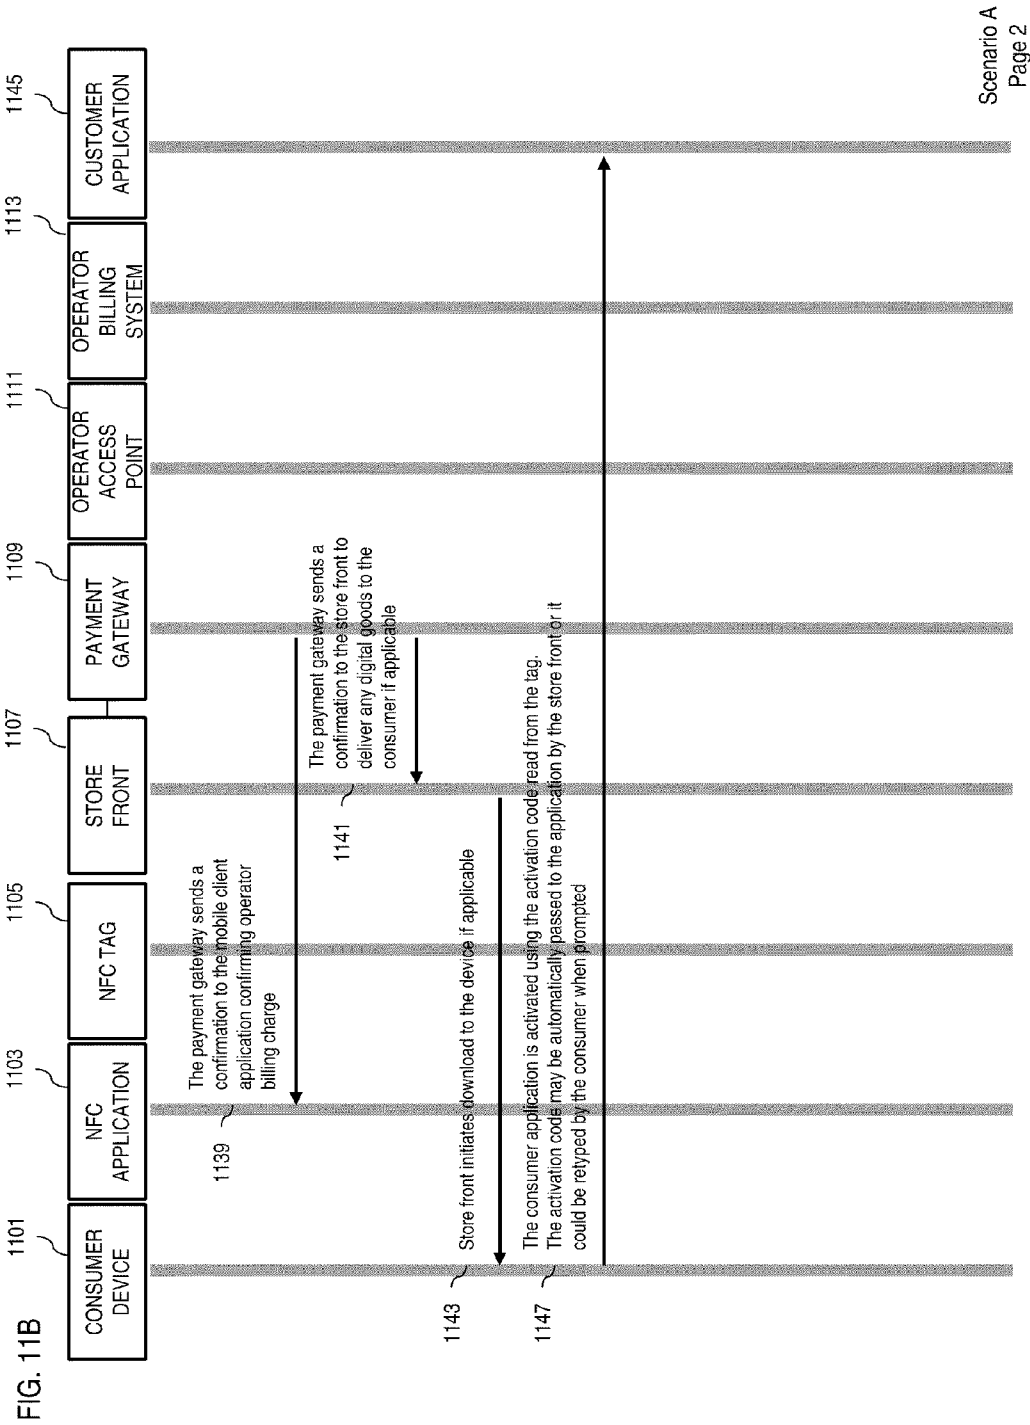 FIG. 11B
1101
1103
1105
1107
1109
1111
1113
1145
CONSUMER
DEVICE
NFC
APPLICATION
NFC TAG
STORE
FRONT
PAYMENT
GATEWAY
OPERATOR
ACCESS
POINT
OPERATOR
BILLING
SYSTEM
CUSTOMER
APPLICATION
1139
The payment gateway sends a
confirmation to the mobile client
application confirming operator
billing charge
1141
The payment gateway sends a
confirmation to the store front to
deliver any digital goods to the
consumer if applicable
1143
Store front initiates download to the device if applicable
1147
The consumer application is activated using the activation code read from the tag.
The activation code may be automatically passed to the application by the store front or it
could be retyped by the consumer when prompted
Scenario A
Page 2